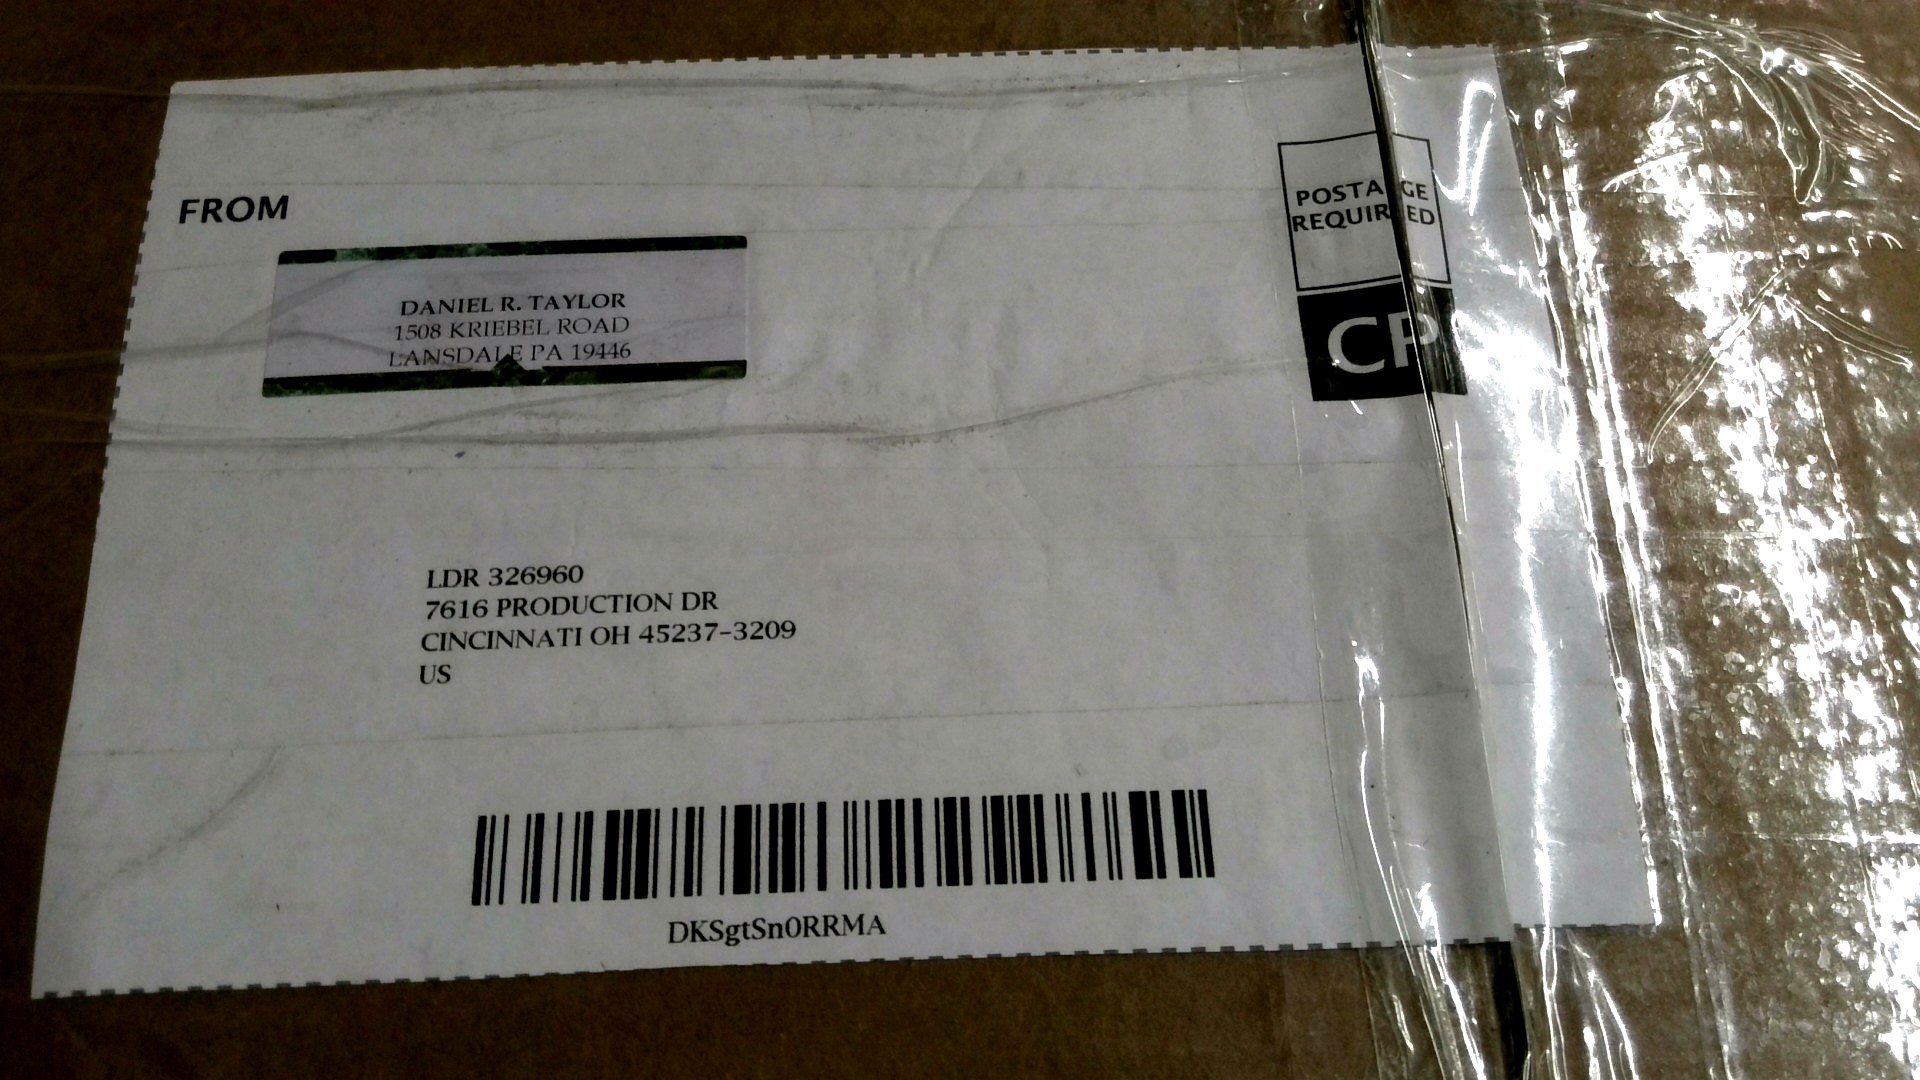 FROM
DANIEL R. TAYLOR
1508 KRIEBEL ROAD
LANSDALE PA 19446
POSTAGE
REQUIRED
CP
LDR 326960
7616 PRODUCTION DR
CINCINNATI OH 45237-3209
US
DKSgtSn0RRMA